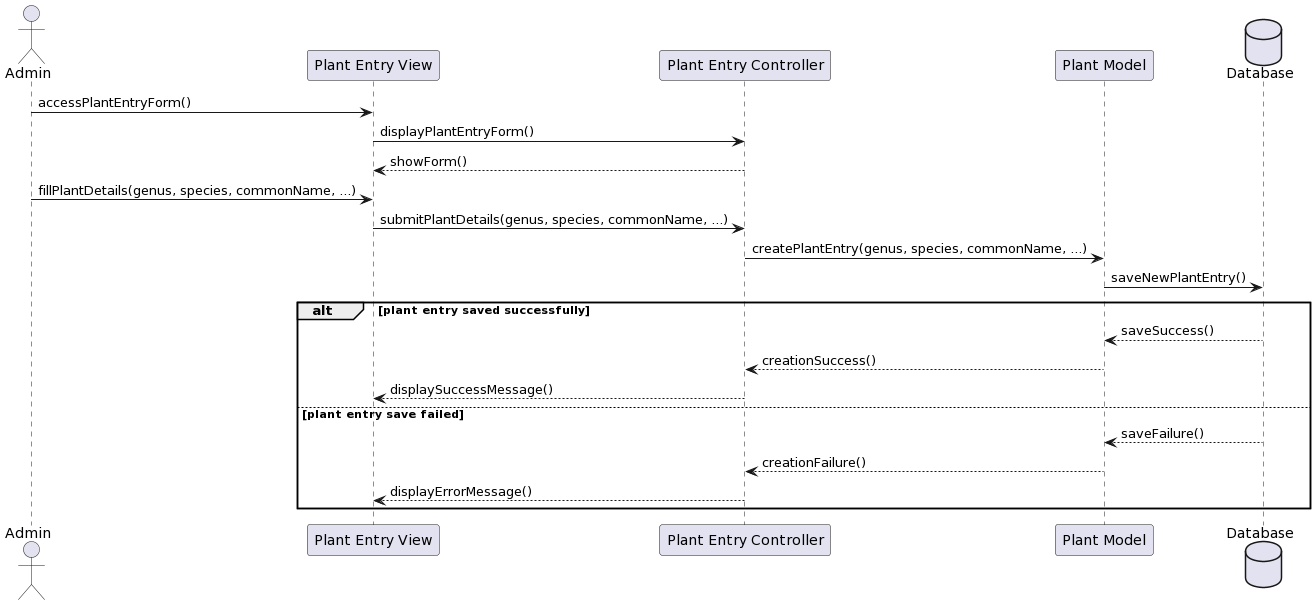 Admin
Plant Entry View
Plant Entry Controller
Plant Model
Database
accessPlantEntryForm()
displayPlantEntryForm()
showForm()
fillPlantDetails(genus, species, commonName, ...)
submitPlantDetails(genus, species, commonName, ...)
createPlantEntry(genus, species, commonName, ...)
saveNewPlantEntry()
alt [plant entry saved successfully]
saveSuccess()
creationSuccess()
displaySuccessMessage()
[plant entry save failed]
saveFailure()
creationFailure()
displayErrorMessage()
Admin
Plant Entry View
Plant Entry Controller
Plant Model
Database